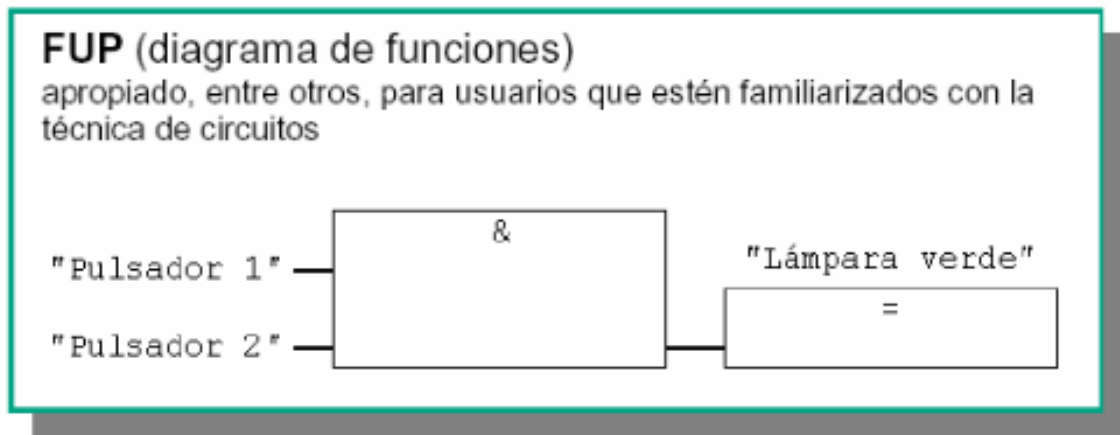 FUP (diagrama de funciones)
apropiado, entre otros, para usuarios que estén familiarizados con la
técnica de circuitos
&
"Pulsador 1"
"Lámpara verde"
=
"Pulsador 2"